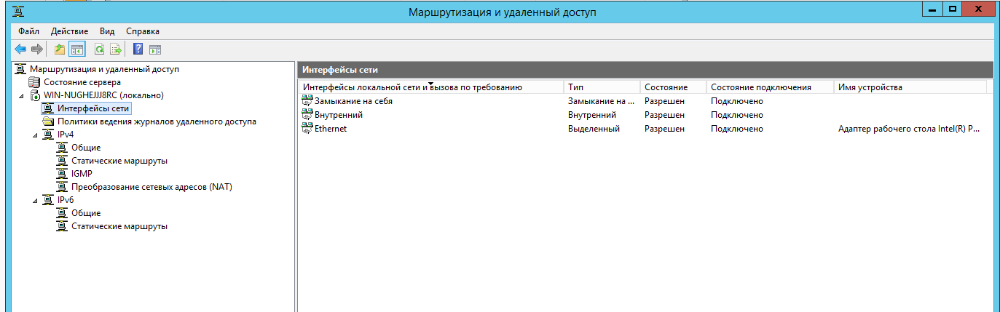 Маршрутизация и удаленный доступ
X
Файл Действие Вид Справка
Маршрутизация и удаленный доступ
Состояние сервера
WIN-NUGHEJJJ8RC (локально)
Интерфейсы сети
Политики ведения журналов удаленного доступа
IPv4
Общие
Статические маршруты
IGMP
Преобразование сетевых адресов (NAT)
IPv6
Общие
Статические маршруты
Интерфейсы сети
Интерфейсы локальной сети и вызова по требованию Тип Состояние Состояние подключения Имя устройства
Замыкание на себя Замыкание на ... Разрешен Подключено
Внутренний Внутренний Разрешен Подключено
Ethernet Выделенный Разрешен Подключено Адаптер рабочего стола Intel(R) P...